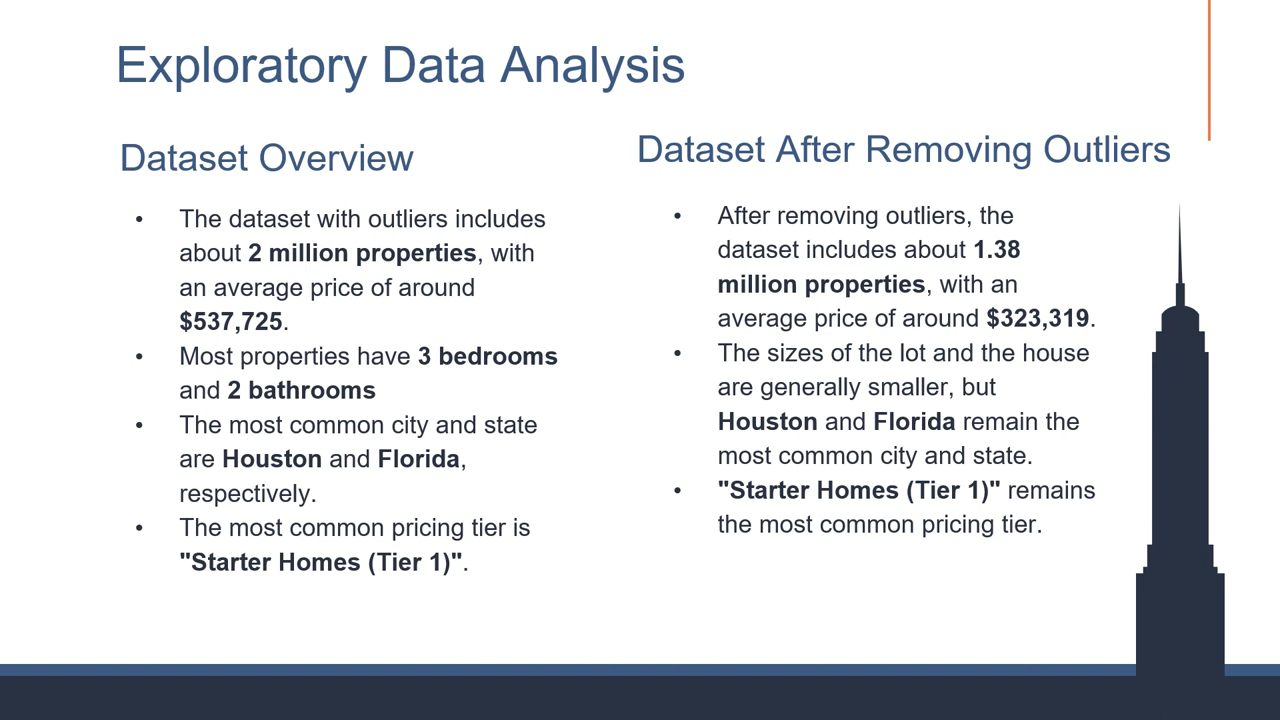 Exploratory Data Analysis
Dataset Overview
• The dataset with outliers includes
about 2 million properties, with
an average price of around
$537,725.
• Most properties have 3 bedrooms
and 2 bathrooms
• The most common city and state
are Houston and Florida,
respectively.
• The most common pricing tier is
"Starter Homes (Tier 1)".
Dataset After Removing Outliers
• After removing outliers, the
dataset includes about 1.38
million properties, with an
average price of around $323,319.
• The sizes of the lot and the house
are generally smaller, but
Houston and Florida remain the
most common city and state.
• "Starter Homes (Tier 1)" remains
the most common pricing tier.